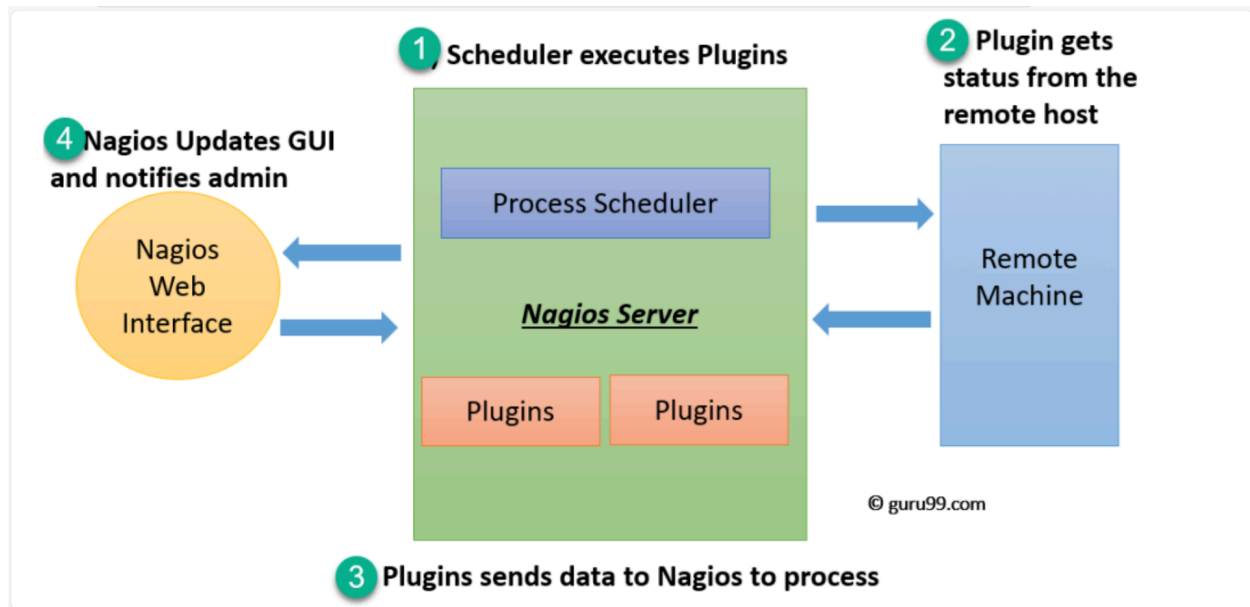 1 Scheduler executes Plugins
2 Plugin gets
status from the
remote host
4 Nagios Updates GUI
and notifies admin
Process Scheduler
Nagios
Web
Interface
Remote
Machine
Nagios Server
Plugins
Plugins
© guru99.com
3 Plugins sends data to Nagios to process